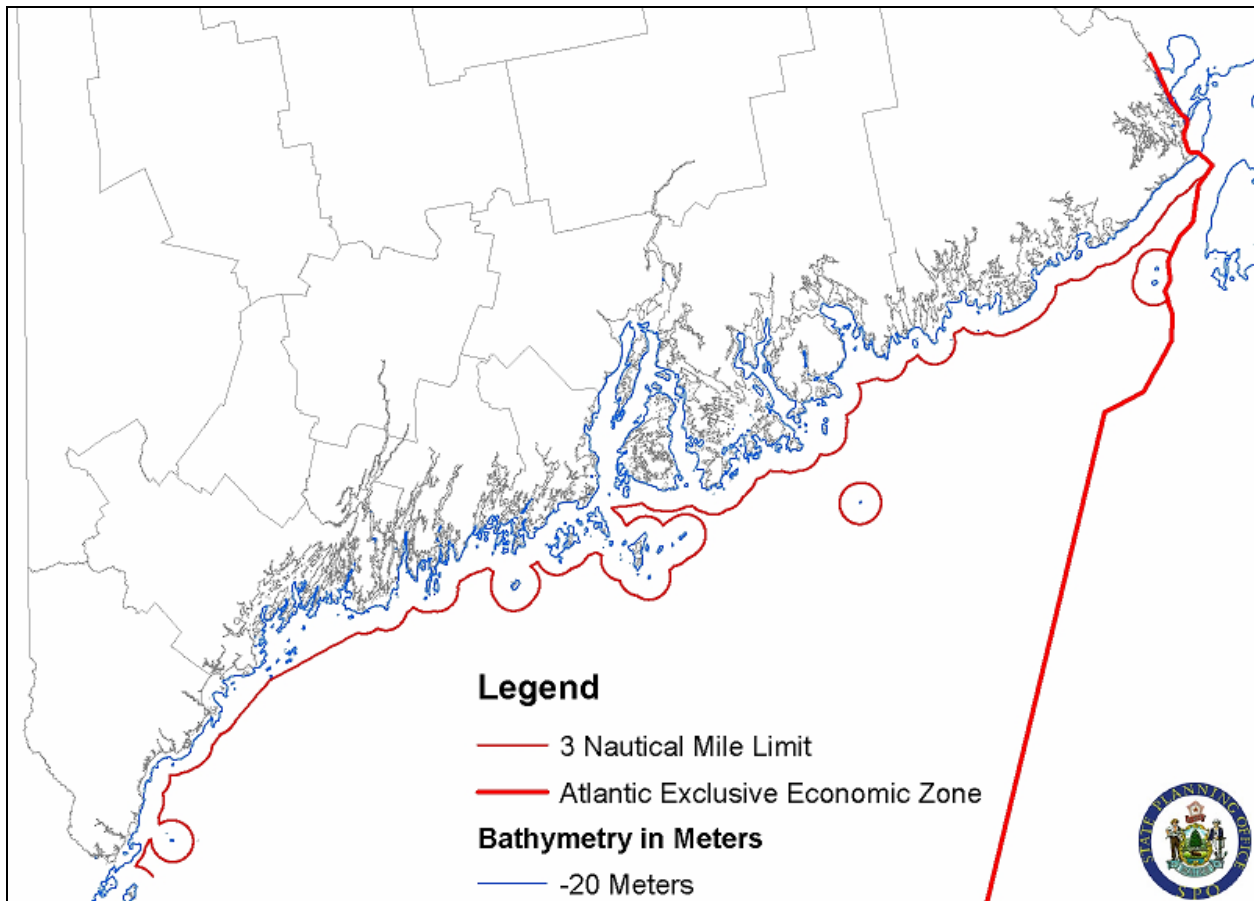 Legend
3 Nautical Mile Limit
Atlantic Exclusive Economic Zone
Bathymetry in Meters
-20 Meters
STATE PLANNING OFFICE
SPO